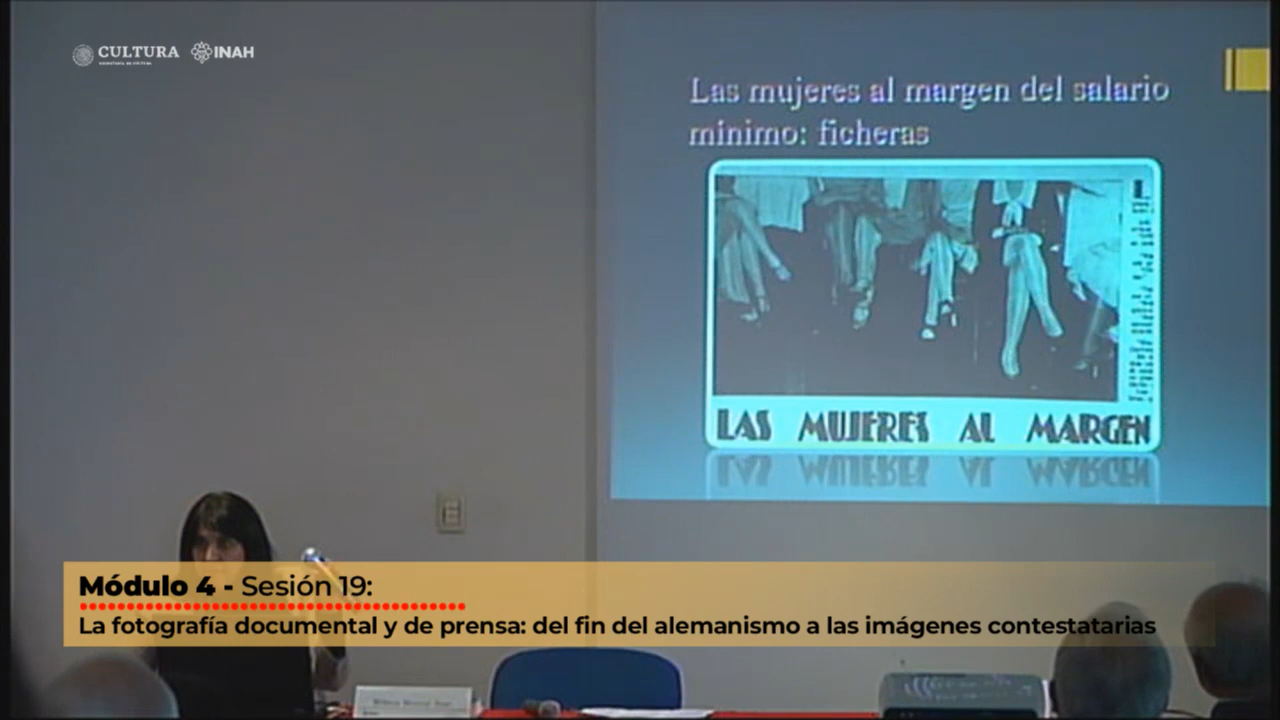 CULTURA
INAH
Las mujeres al margen del salario
minimo: ficheras
LAS MUJERES AL MARGEN
Módulo 4 - Sesión 19:
La fotografía documental y de prensa: del fin del alemanismo a las imágenes contestatarias